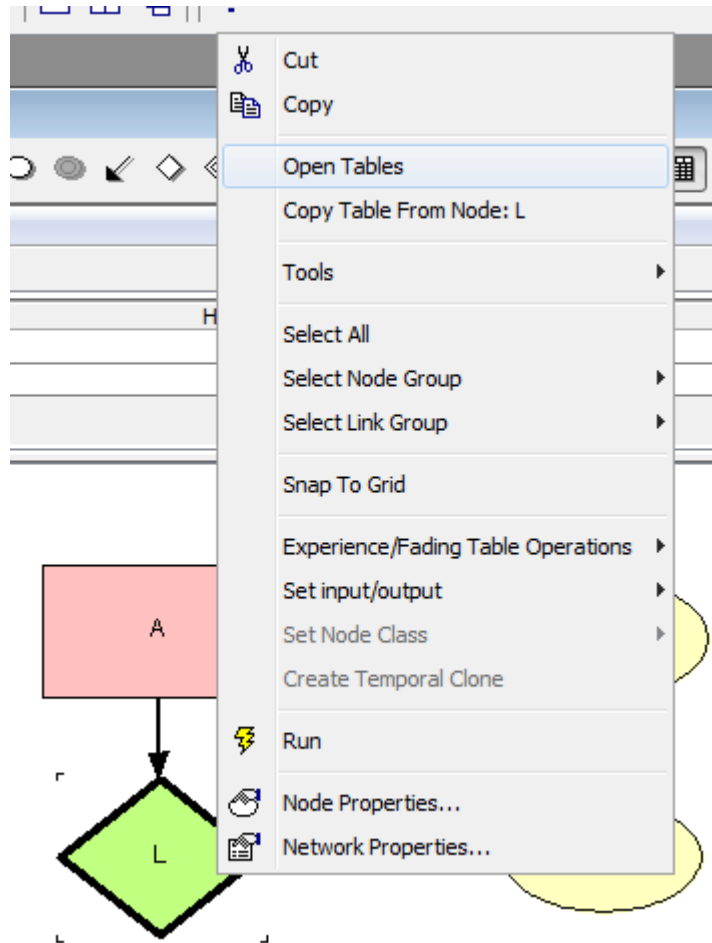 Cut
Copy
Open Tables
Copy Table From Node: L
Tools
H
Select All
Select Node Group
Select Link Group
Snap To Grid
Experience/Fading Table Operations
Set input/output
A
Set Node Class
Create Temporal Clone
Run
Node Properties...
L
Network Properties...